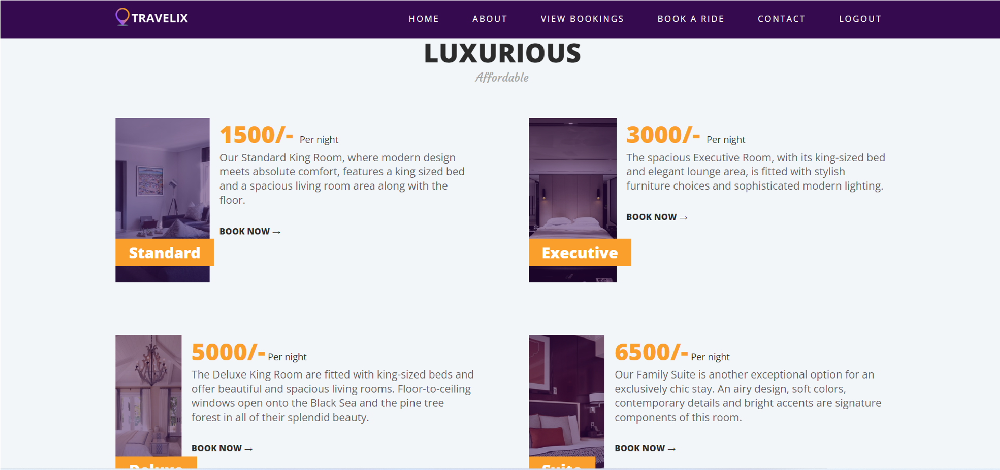 TRAVELIX
HOME ABOUT VIEW BOOKINGS BOOK A RIDE CONTACT LOGOUT
LUXURIOUS
Affordable
1500/- Per night
Our Standard King Room, where modern design
meets absolute comfort, features a king sized bed
and a spacious living room area along with the
floor.
BOOK NOW →
Standard
3000/- Per night
The spacious Executive Room, with its king-sized bed
and elegant lounge area, is fitted with stylish
furniture choices and sophisticated modern lighting.
BOOK NOW →
Executive
5000/- Per night
The Deluxe King Room are fitted with king-sized beds and
offer beautiful and spacious living rooms. Floor-to-ceiling
windows open onto the Black Sea and the pine tree
forest in all of their splendid beauty.
BOOK NOW →
Deluxe
6500/- Per night
Our Family Suite is another exceptional option for an
exclusively chic stay. An airy design, soft colors,
contemporary details and bright accents are signature
components of this room.
BOOK NOW →
Suite